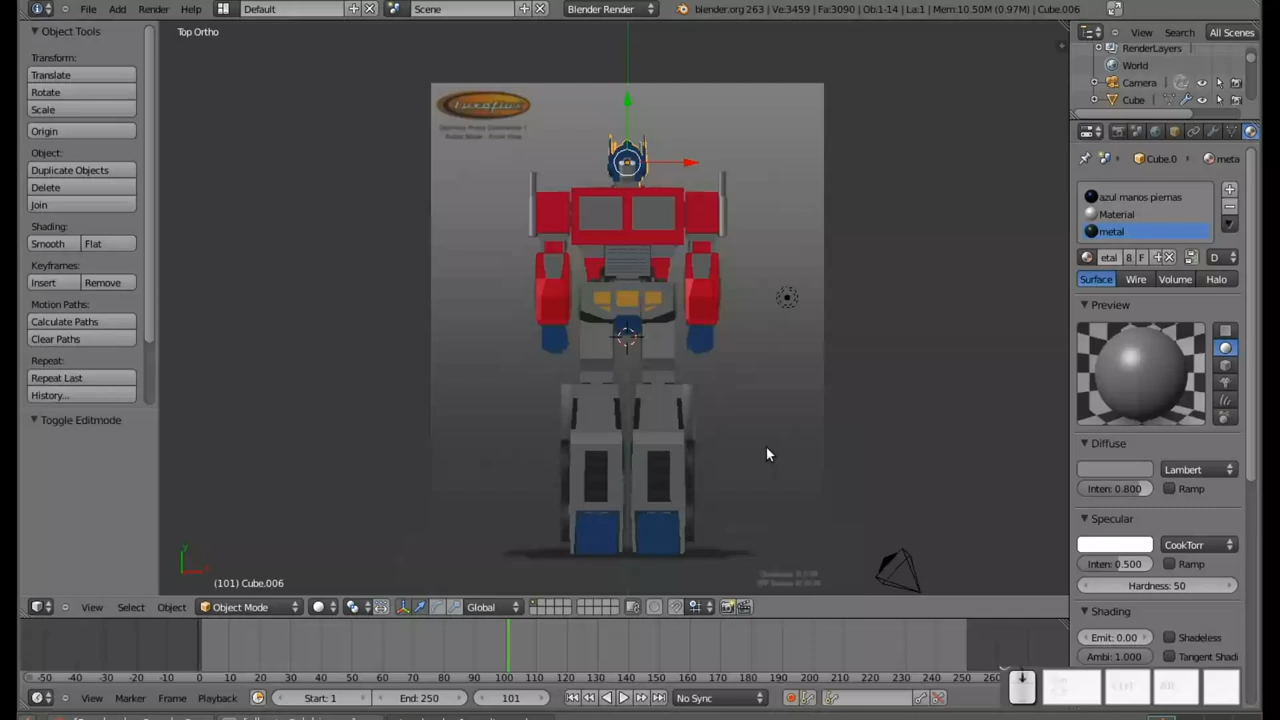 File Add Render Help Default Scene Blender Render blender.org 263 | Ve:3459 | Fa:3090 | Ob:1-14 | La:1 | Mem:10.50M (0.97M) | Cube.006
Object Tools
Transform:
Translate
Rotate
Scale
Origin
Object:
Duplicate Objects
Delete
Join
Shading:
Smooth Flat
Keyframes:
Insert Remove
Motion Paths:
Calculate Paths
Clear Paths
Repeat:
Repeat Last
History...
Toggle Editmode
Top Ortho
(101) Cube.006
View Select Object Object Mode Global
-50 -40 -30 -20 -10 0 10 20 30 40 50 60 70 80 90 100 110 120 130 140 150 160 170 180 190 200 210 220 230 240 250 260
View Marker Frame Playback Start: 1 End: 250 101 No Sync
View Search All Scenes
RenderLayers
World
Camera
Cube
Cube.0 meta
azul manos piernas
Material
metal
etal 8 F D
Surface Wire Volume Halo
Preview
Diffuse
Lambert
Inten: 0.800 Ramp
Specular
CookTorr
Inten: 0.500 Ramp
Hardness: 50
Shading
Emit: 0.00 Shadeless
Ambi: 1.000 Tangent Shadi
Ctrl Alt